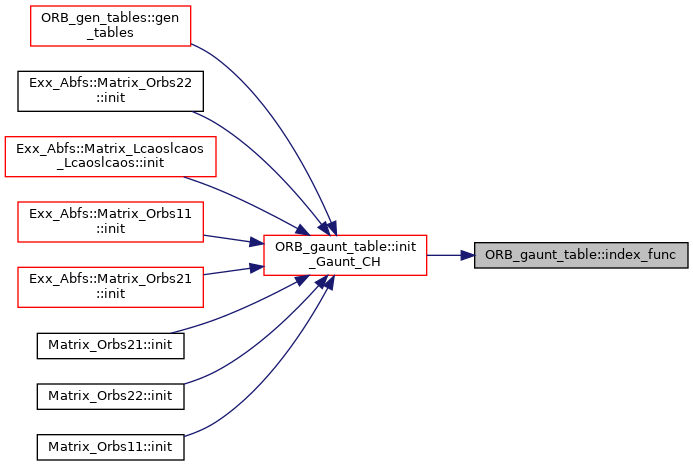 ORB_gen_tables::gen
_tables
Exx_Abfs::Matrix_Orbs22
::init
Exx_Abfs::Matrix_Lcaoslcaos
_Lcaoslcaos::init
Exx_Abfs::Matrix_Orbs11
::init
Exx_Abfs::Matrix_Orbs21
::init
Matrix_Orbs21::init
Matrix_Orbs22::init
Matrix_Orbs11::init
ORB_gaunt_table::init
_Gaunt_CH
ORB_gaunt_table::index_func